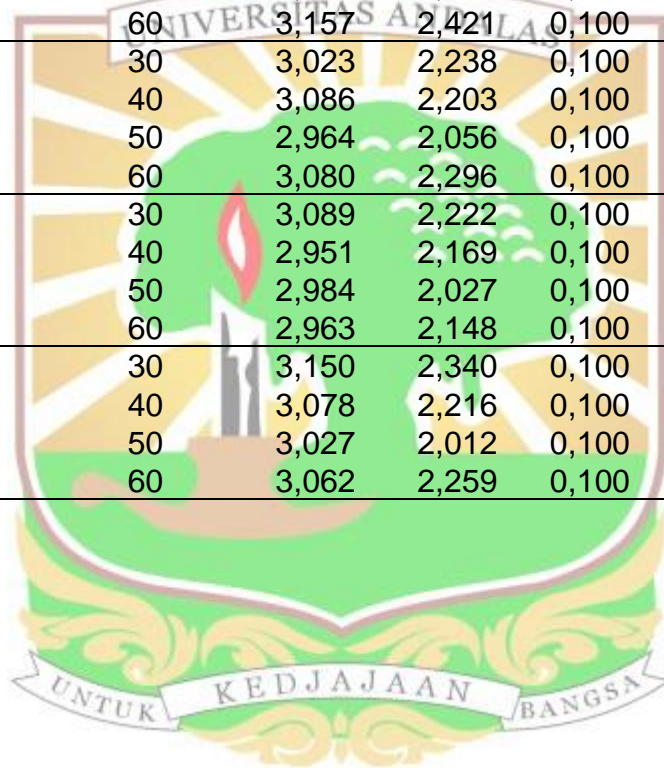 UNIVERSITAS ANDALAS
60 3,157 2,421 0,100
30 3,023 2,238 0,100
40 3,086 2,203 0,100
50 2,964 2,056 0,100
60 3,080 2,296 0,100
30 3,089 2,222 0,100
40 2,951 2,169 0,100
50 2,984 2,027 0,100
60 2,963 2,148 0,100
30 3,150 2,340 0,100
40 3,078 2,216 0,100
50 3,027 2,012 0,100
60 3,062 2,259 0,100
UNTUK KEDJAJAAN BANGSA